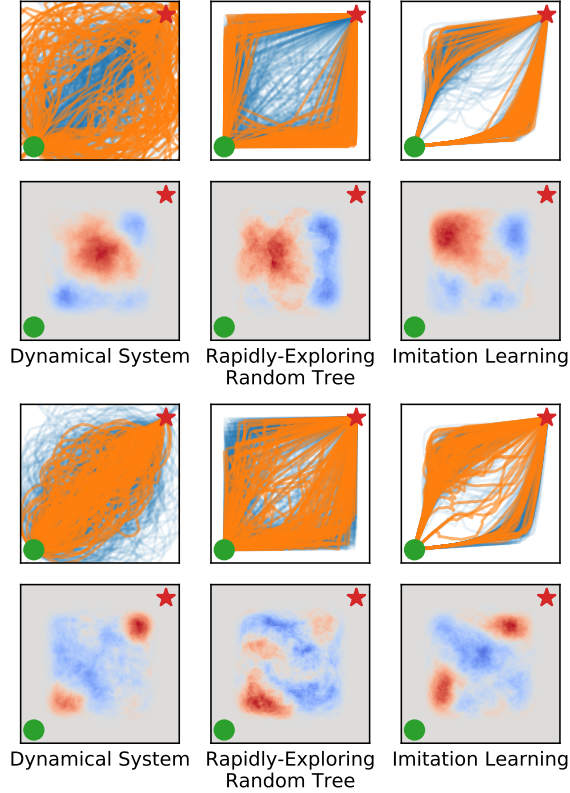 Dynamical System
Rapidly-Exploring
Random Tree
Imitation Learning
Dynamical System
Rapidly-Exploring
Random Tree
Imitation Learning